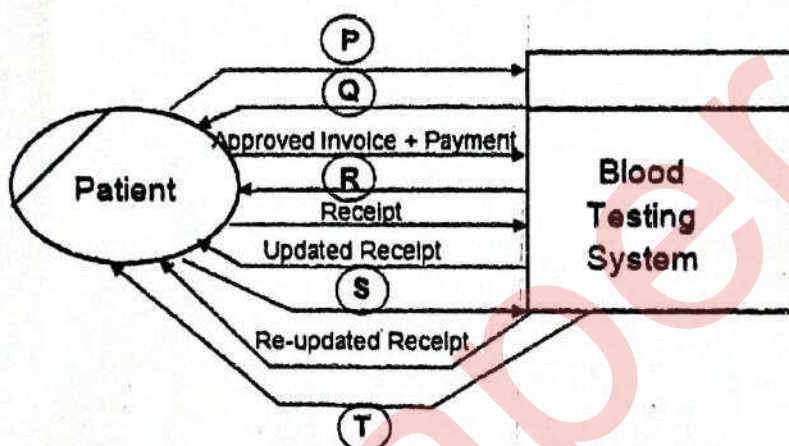 P
Q
Approved Invoice + Payment
R
Receipt
Updated Receipt
S
Re-updated Receipt
T
Patient
Blood
Testing
System